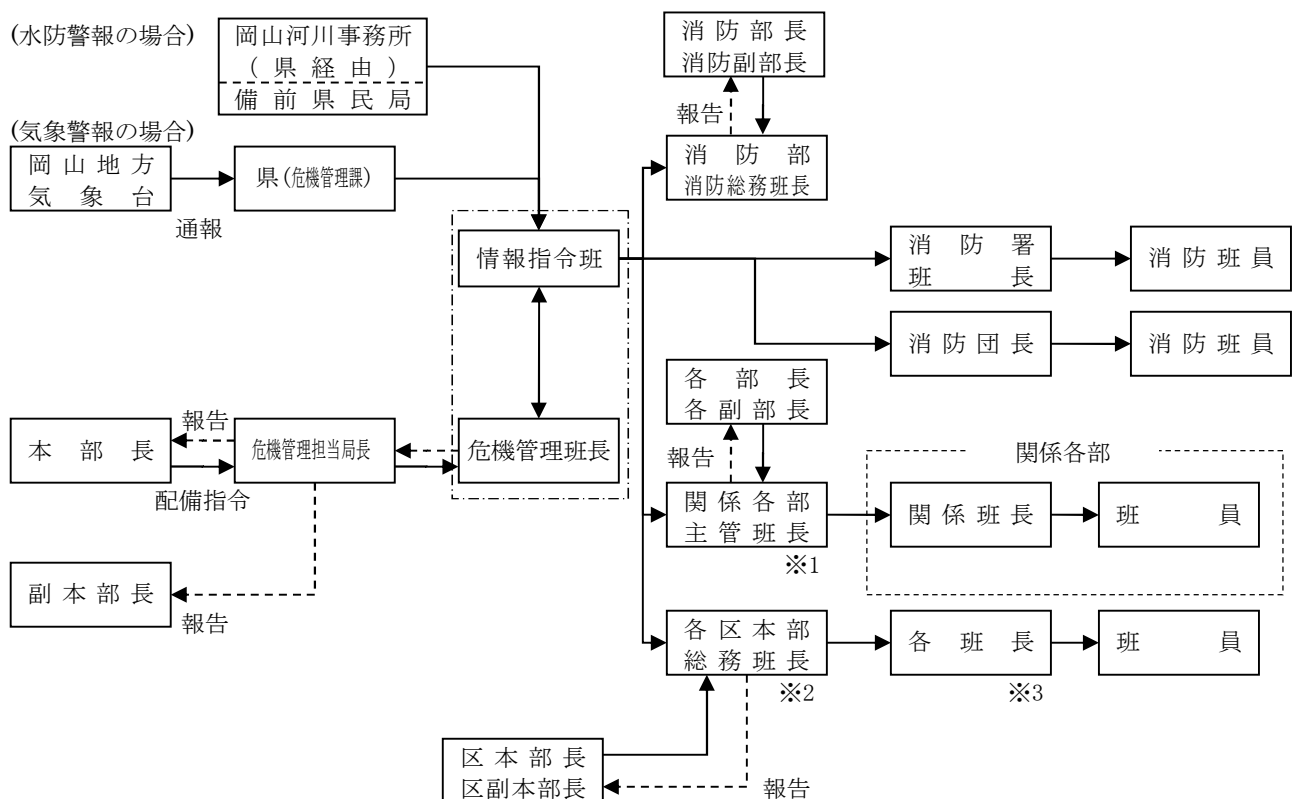 (水防警報の場合)
岡山河川事務所
(県経由)
備前県民局
消防部長
消防副部長
報告
(気象警報の場合)
岡山地方
気象台
通報
県(危機管理課)
消防部
消防総務班長
情報指令班
消防署
班長
消防班員
消防団長
消防班員
各部長
各副部長
報告
本部長
報告
配備指令
危機管理担当局長
危機管理班長
関係各部
主管班長
※1
関係各部
関係班長
班員
副本部長
報告
各区本部
総務班長
※2
各班長
※3
班員
区本部長
区副本部長
報告